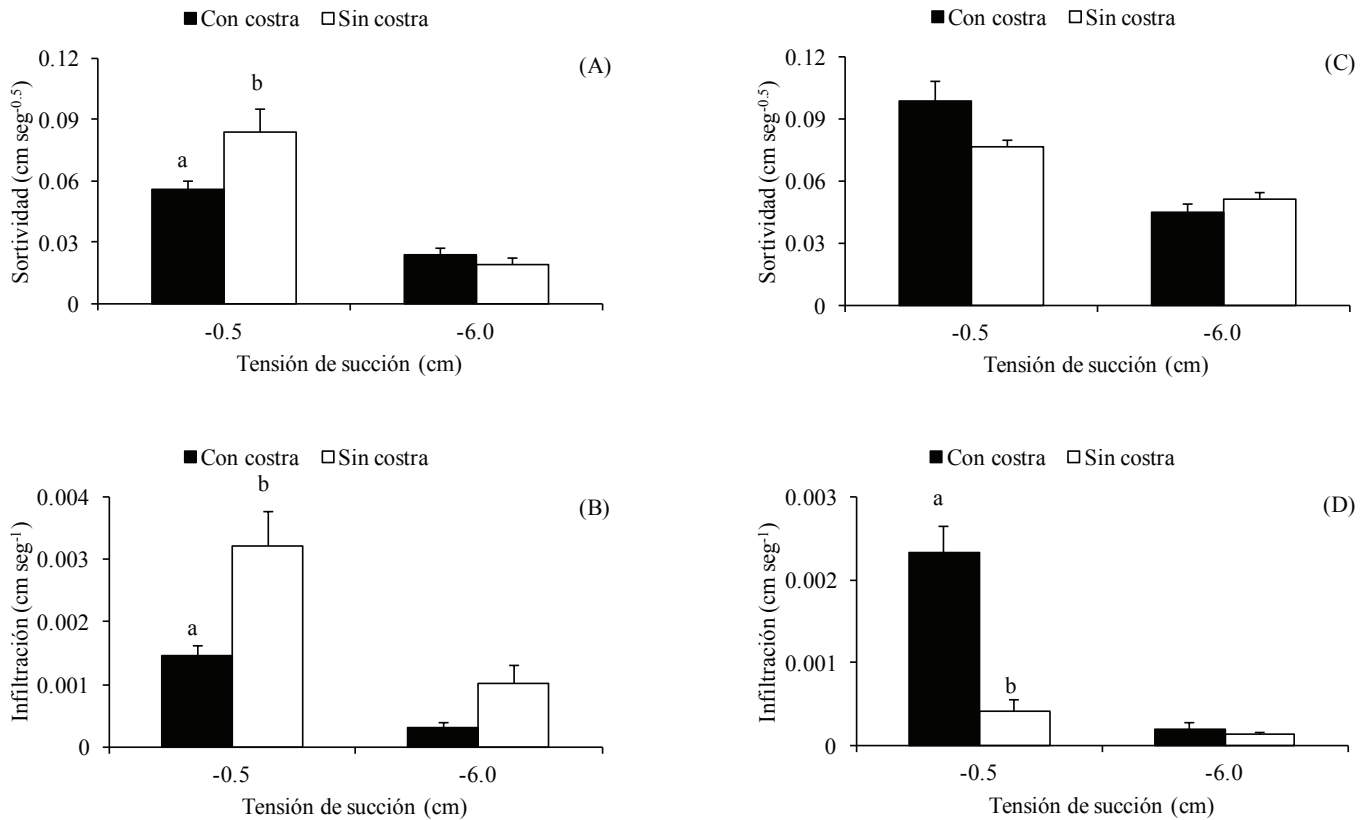 ■Con costra □Sin costra
(A)
Sortividad (cm seg-0.5)
0.12
0.09
0.06
0.03
0
a
b
-0.5
-6.0
Tensión de succión (cm)
■Con costra □Sin costra
(C)
Sortividad (cm seg-0.5)
0.12
0.09
0.06
0.03
0
-0.5
-6.0
Tensión de succión (cm)
■Con costra □Sin costra
(B)
Infiltración (cm seg-1)
0.004
0.003
0.002
0.001
0
a
b
-0.5
-6.0
Tensión de succión (cm)
■Con costra □Sin costra
(D)
Infiltración (cm seg-1)
0.003
0.002
0.001
0
a
b
-0.5
-6.0
Tensión de succión (cm)